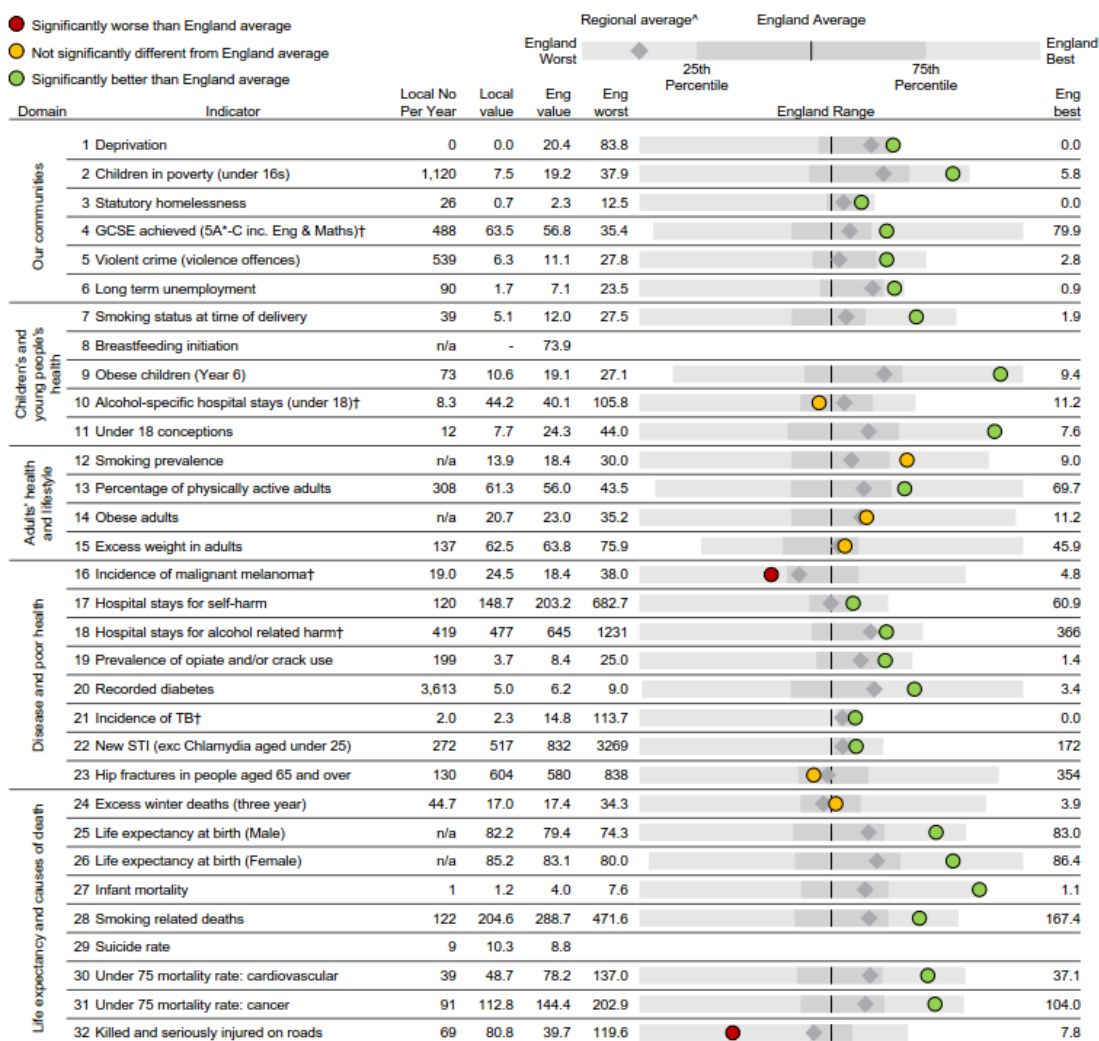 Significantly worse than England average
Not significantly different from England average
Significantly better than England average
Regional average^ England Average
England Worst England Best
25th Percentile 75th Percentile
Domain Indicator Local No Per Year Local value Eng value Eng worst England Range Eng best
Our communities
1 Deprivation 0 0.0 20.4 83.8 0.0
2 Children in poverty (under 16s) 1,120 7.5 19.2 37.9 5.8
3 Statutory homelessness 26 0.7 2.3 12.5 0.0
4 GCSE achieved (5A*-C inc. Eng & Maths)† 488 63.5 56.8 35.4 79.9
5 Violent crime (violence offences) 539 6.3 11.1 27.8 2.8
6 Long term unemployment 90 1.7 7.1 23.5 0.9
Children's and young people's health
7 Smoking status at time of delivery 39 5.1 12.0 27.5 1.9
8 Breastfeeding initiation n/a - 73.9
9 Obese children (Year 6) 73 10.6 19.1 27.1 9.4
10 Alcohol-specific hospital stays (under 18)† 8.3 44.2 40.1 105.8 11.2
11 Under 18 conceptions 12 7.7 24.3 44.0 7.6
Adults' health and lifestyle
12 Smoking prevalence n/a 13.9 18.4 30.0 9.0
13 Percentage of physically active adults 308 61.3 56.0 43.5 69.7
14 Obese adults n/a 20.7 23.0 35.2 11.2
15 Excess weight in adults 137 62.5 63.8 75.9 45.9
Disease and poor health
16 Incidence of malignant melanoma† 19.0 24.5 18.4 38.0 4.8
17 Hospital stays for self-harm 120 148.7 203.2 682.7 60.9
18 Hospital stays for alcohol related harm† 419 477 645 1231 366
19 Prevalence of opiate and/or crack use 199 3.7 8.4 25.0 1.4
20 Recorded diabetes 3,613 5.0 6.2 9.0 3.4
21 Incidence of TB† 2.0 2.3 14.8 113.7 0.0
22 New STI (exc Chlamydia aged under 25) 272 517 832 3269 172
23 Hip fractures in people aged 65 and over 130 604 580 838 354
Life expectancy and causes of death
24 Excess winter deaths (three year) 44.7 17.0 17.4 34.3 3.9
25 Life expectancy at birth (Male) n/a 82.2 79.4 74.3 83.0
26 Life expectancy at birth (Female) n/a 85.2 83.1 80.0 86.4
27 Infant mortality 1 1.2 4.0 7.6 1.1
28 Smoking related deaths 122 204.6 288.7 471.6 167.4
29 Suicide rate 9 10.3 8.8
30 Under 75 mortality rate: cardiovascular 39 48.7 78.2 137.0 37.1
31 Under 75 mortality rate: cancer 91 112.8 144.4 202.9 104.0
32 Killed and seriously injured on roads 69 80.8 39.7 119.6 7.8